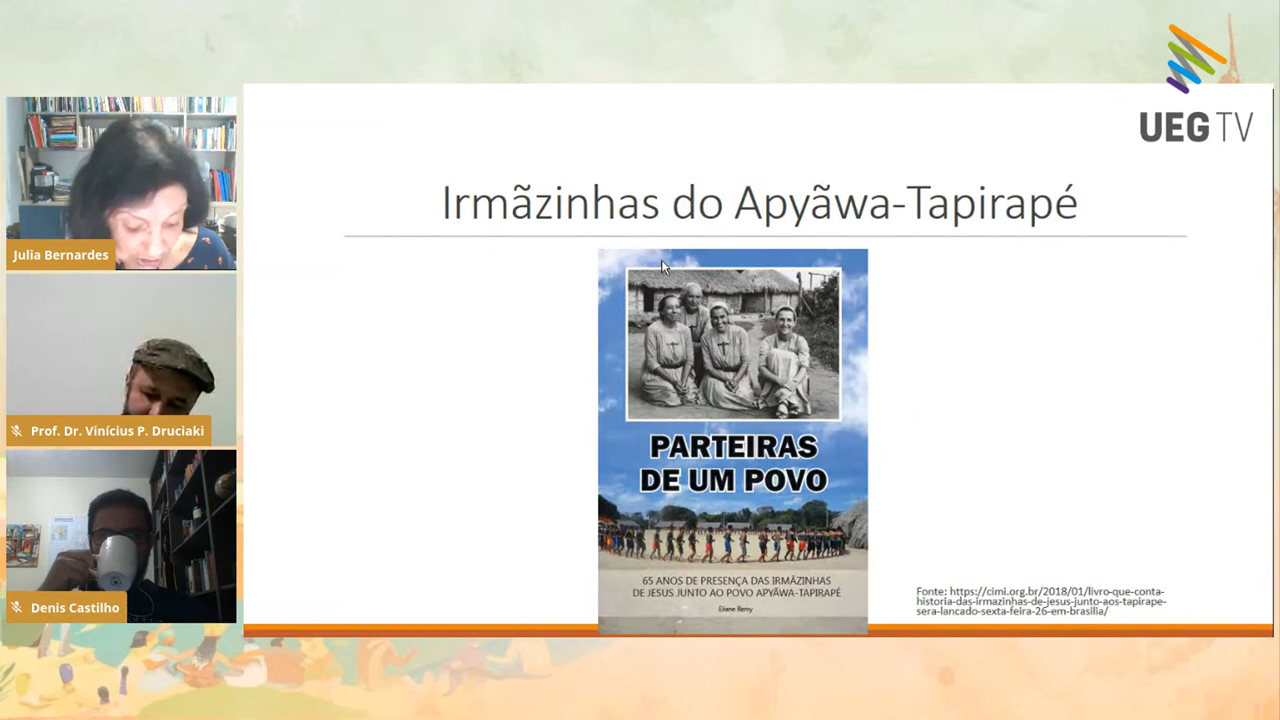 UEG TV
Julia Bernardes
Prof. Dr. Vinícius P. Druciaki
Denis Castilho
Irmãzinhas do Apyãwa-Tapirapé
PARTEIRAS
DE UM POVO
65 ANOS DE PRESENÇA DAS IRMÃZINHAS
DE JESUS JUNTO AO POVO APYÃWA-TAPIRAPÉ
Eliane Remy
Fonte: https://cimi.org.br/2018/01/livro-que-conta-
historia-das-irmazinhas-de-jesus-junto-aos-tapirape-
sera-lancado-sexta-feira-26-em-brasilia/